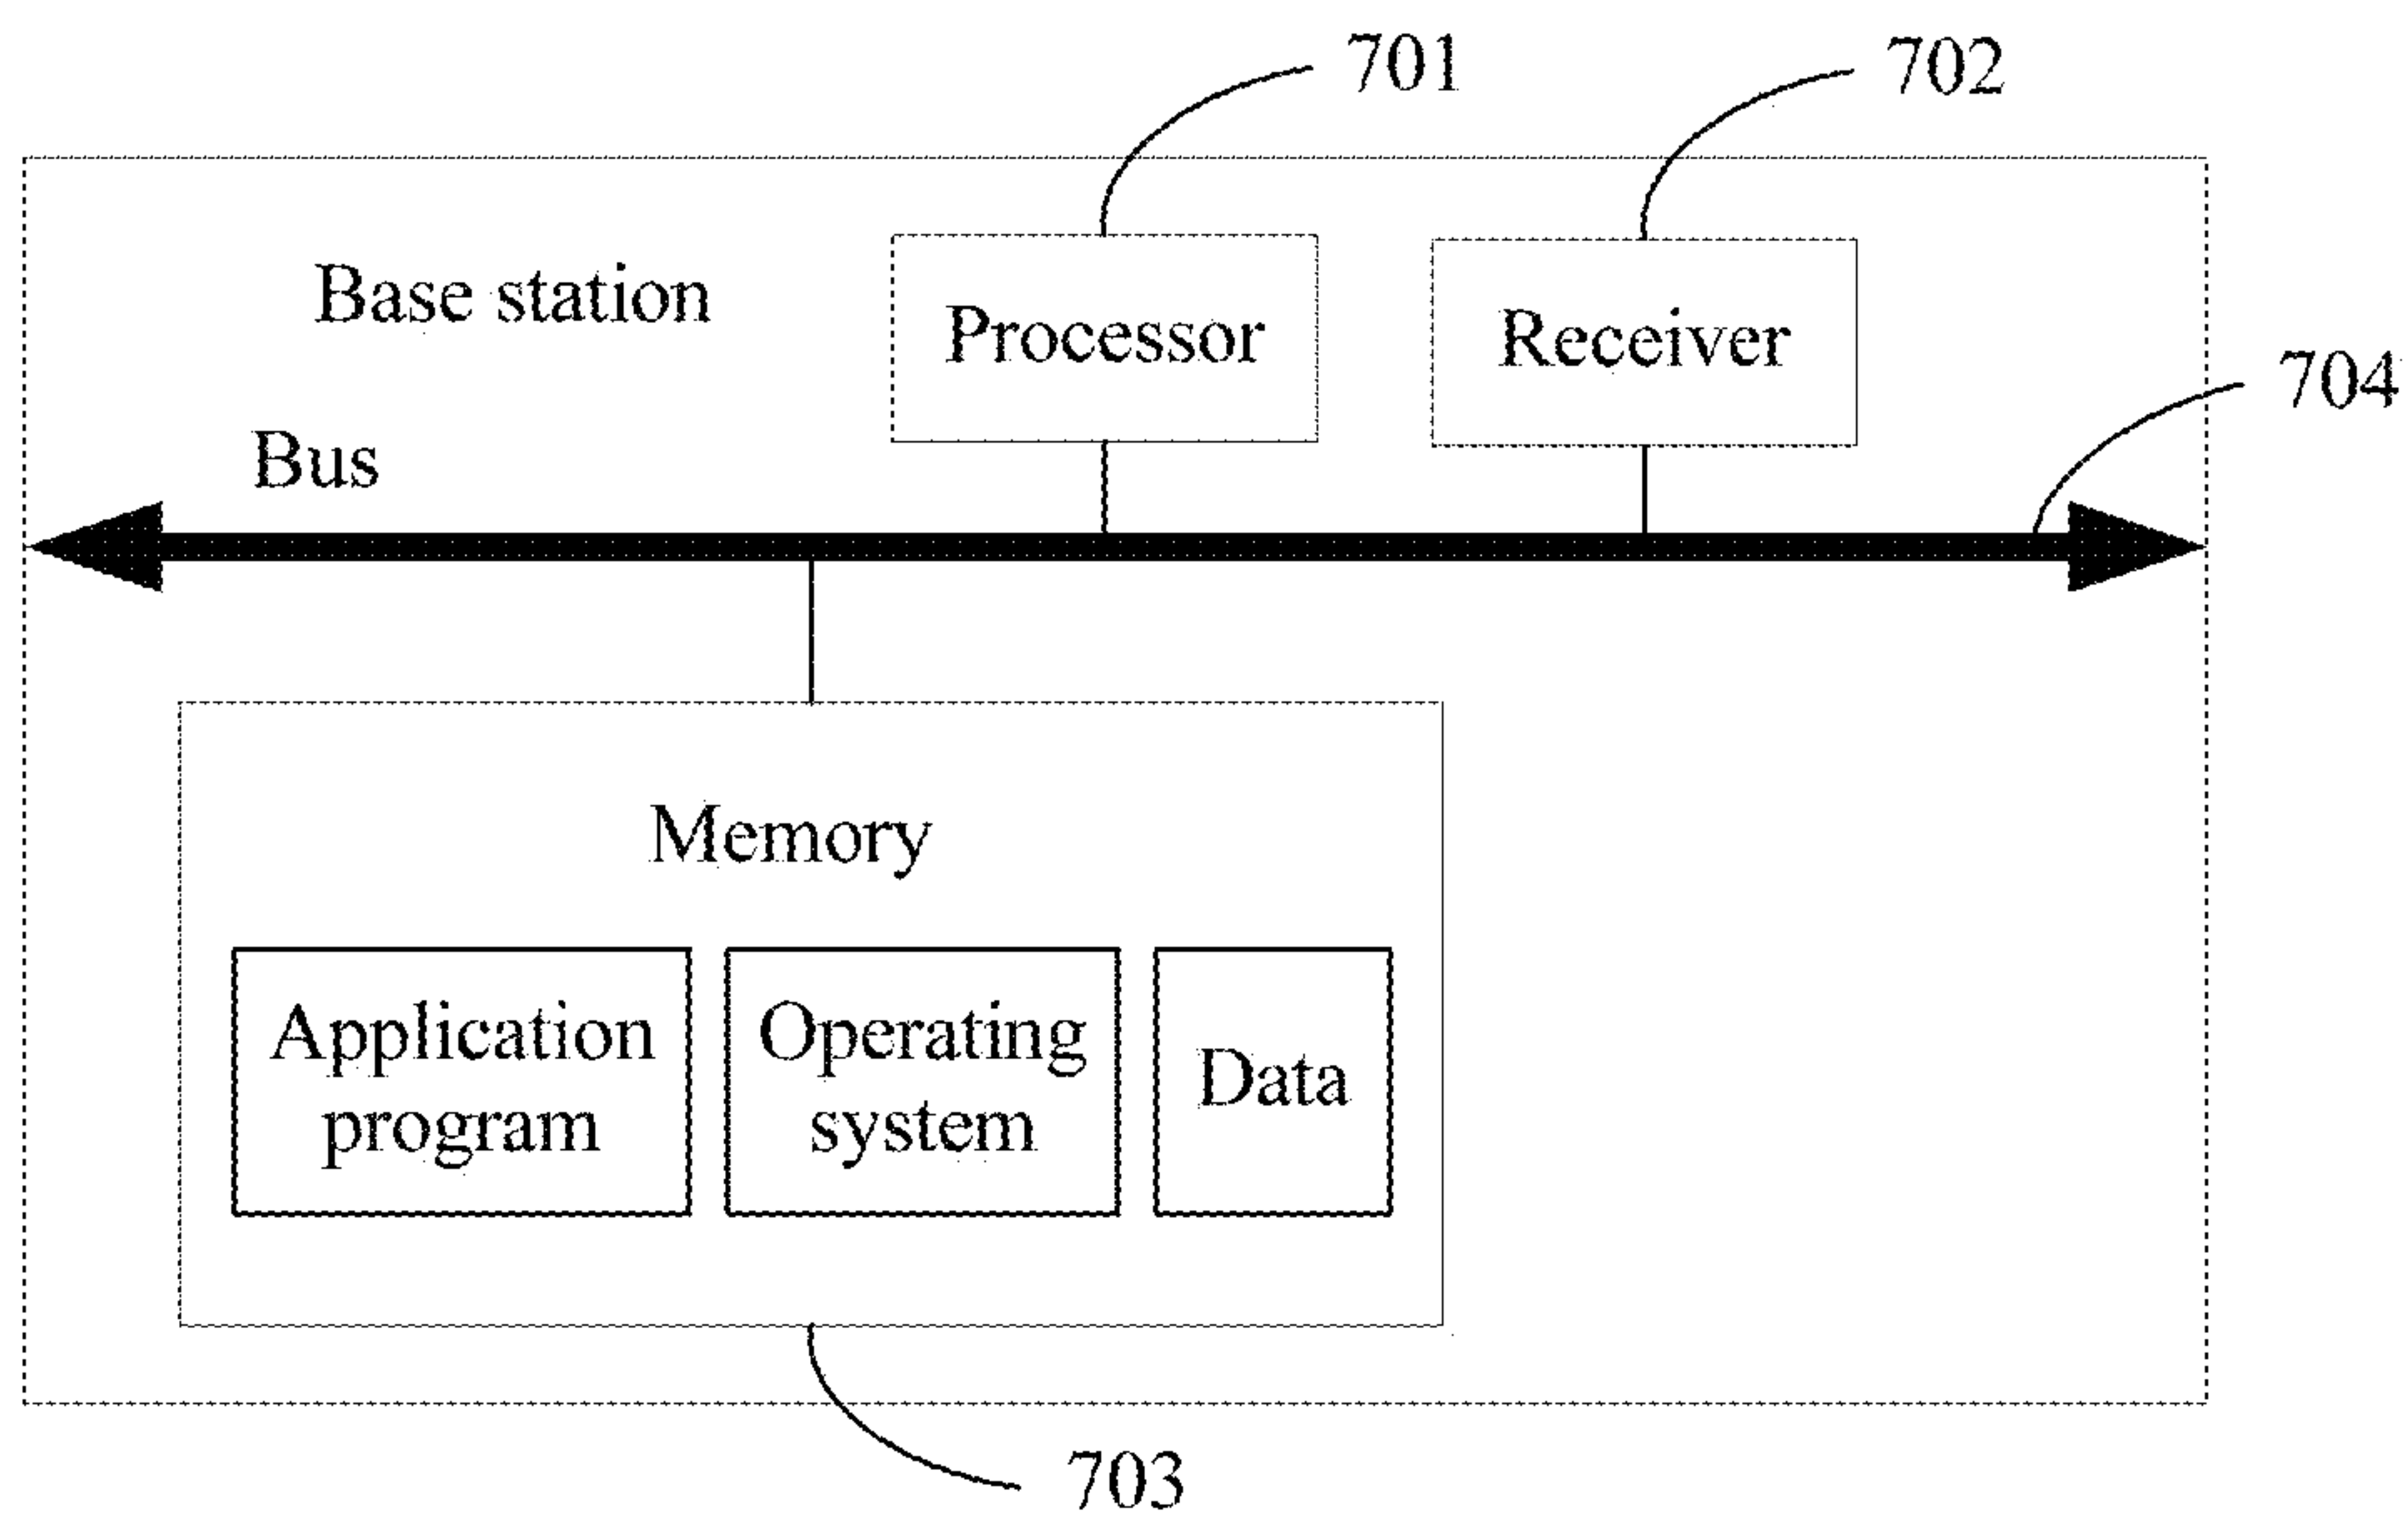 701
702
Base station
Processor
Receiver
704
Bus
Memory
Application
program
Operating
system
Data
703